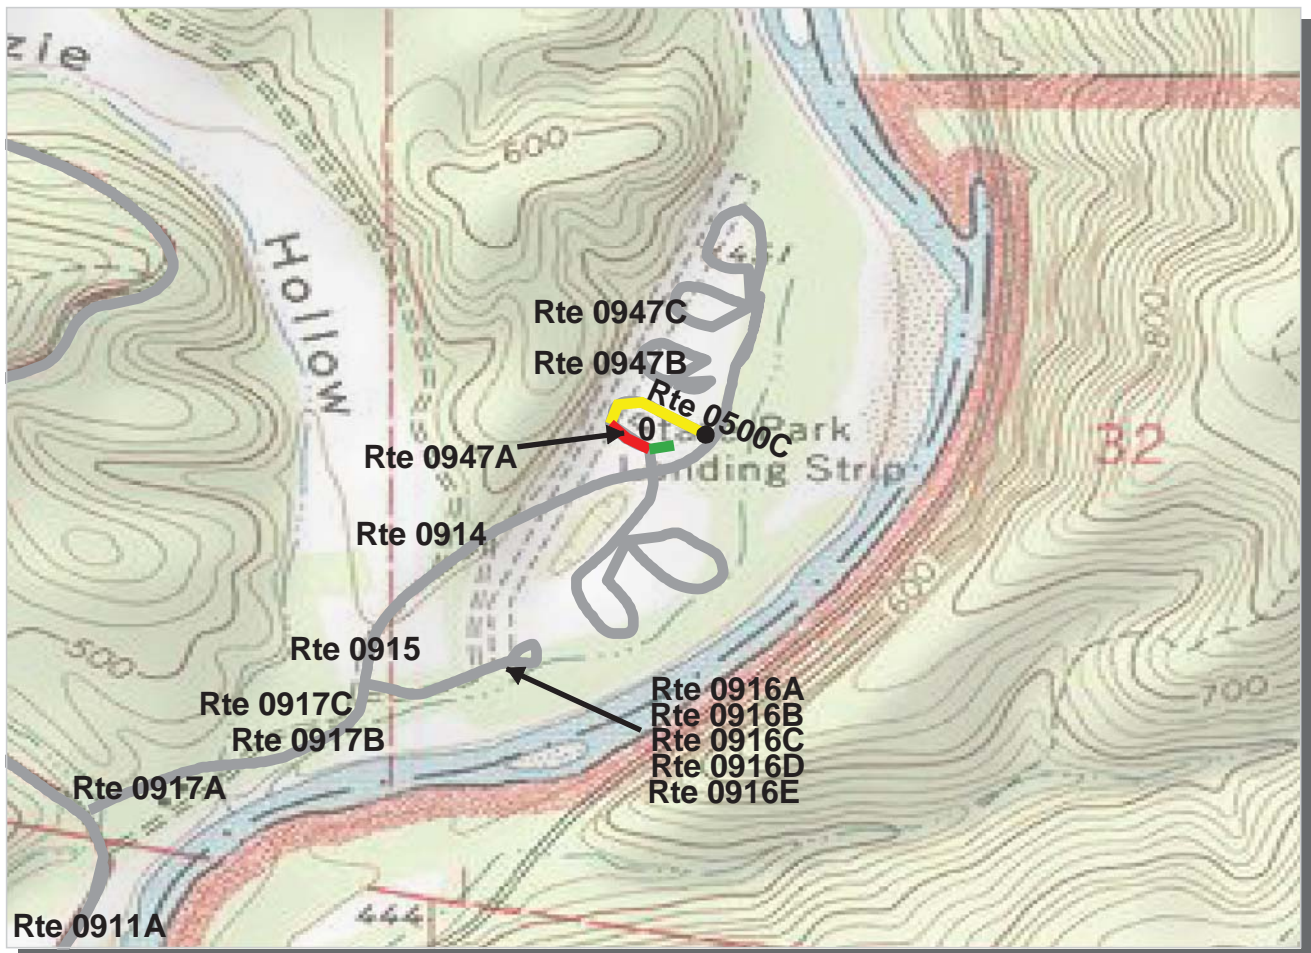 zie
600
Hollow
451
Rte 0947C
Rte 0947B
800
Rte 0500C
0
State Park
Landing Strip
32
Rte 0947A
Rte 0914
600
Rte 0915
500
Rte 0917C
Rte 0917B
Rte 0916A
Rte 0916B
Rte 0916C
Rte 0916D
Rte 0916E
700
Rte 0917A
444
Rte 0911A